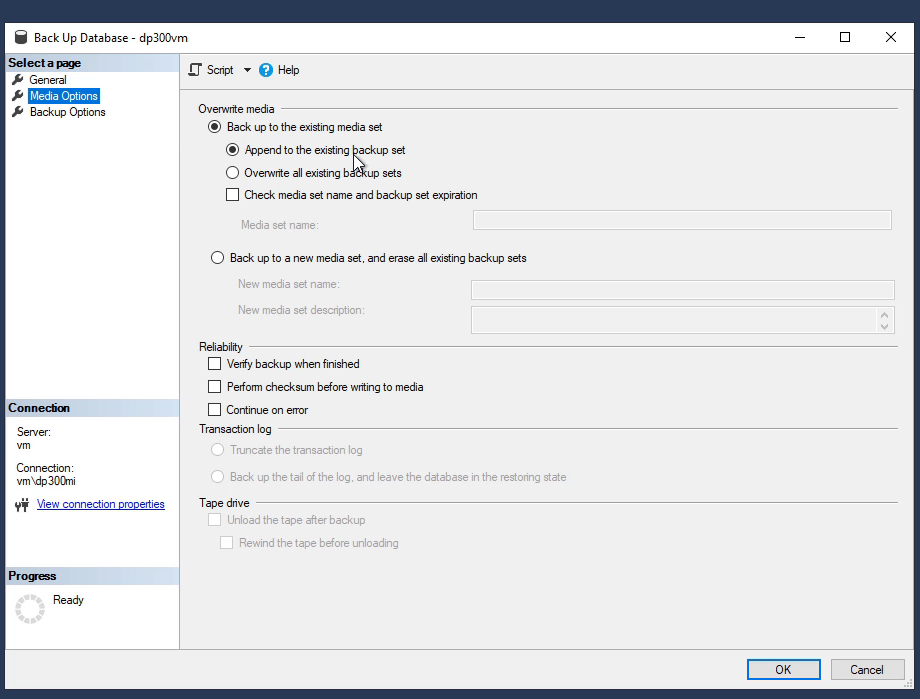 Back Up Database - dp300vm
Select a page
General
Media Options
Backup Options
Script
Help
Overwrite media
Back up to the existing media set
Append to the existing backup set
Overwrite all existing backup sets
Check media set name and backup set expiration
Media set name:
Back up to a new media set, and erase all existing backup sets
New media set name:
New media set description:
Reliability
Verify backup when finished
Perform checksum before writing to media
Continue on error
Transaction log
Truncate the transaction log
Back up the tail of the log, and leave the database in the restoring state
Tape drive
Unload the tape after backup
Rewind the tape before unloading
Connection
Server:
vm
Connection:
vm\dp300mi
View connection properties
Progress
Ready
OK
Cancel